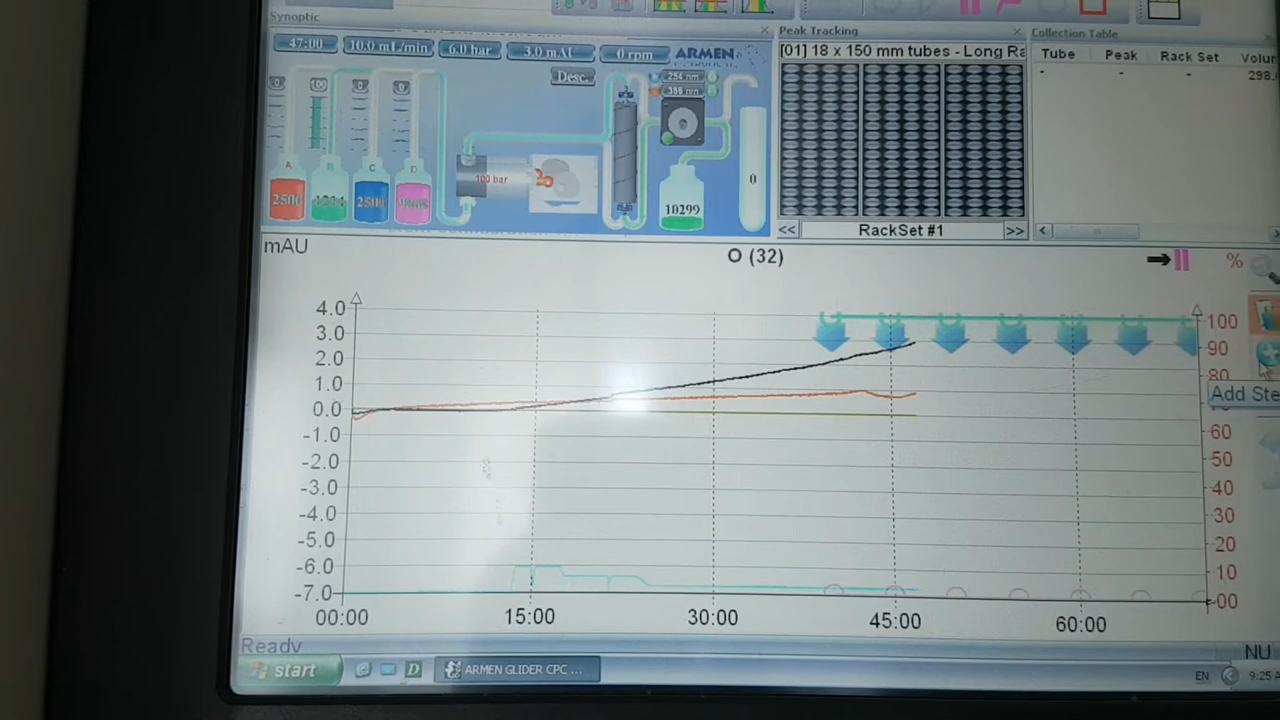 Synoptic
47:00 10.0 mL/min 6.0 bar 3.0 mAU 0 rpm ARMEN
Desc.
254 nm
A B C D
2500 2500
100 bar
10299
0
Peak Tracking
[01] 18 x 150 mm tubes - Long Ra
<< RackSet #1 >>
Collection Table
Tube Peak Rack Set Volum
- - - 298.
mAU O (32) %
4.0
3.0
2.0
1.0
0.0
-1.0
-2.0
-3.0
-4.0
-5.0
-6.0
-7.0
100
90
80
60
50
40
30
20
10
00
Add Ste
00:00 15:00 30:00 45:00 60:00
Ready NU
start ARMEN GLIDER CPC ... EN 9:25 A